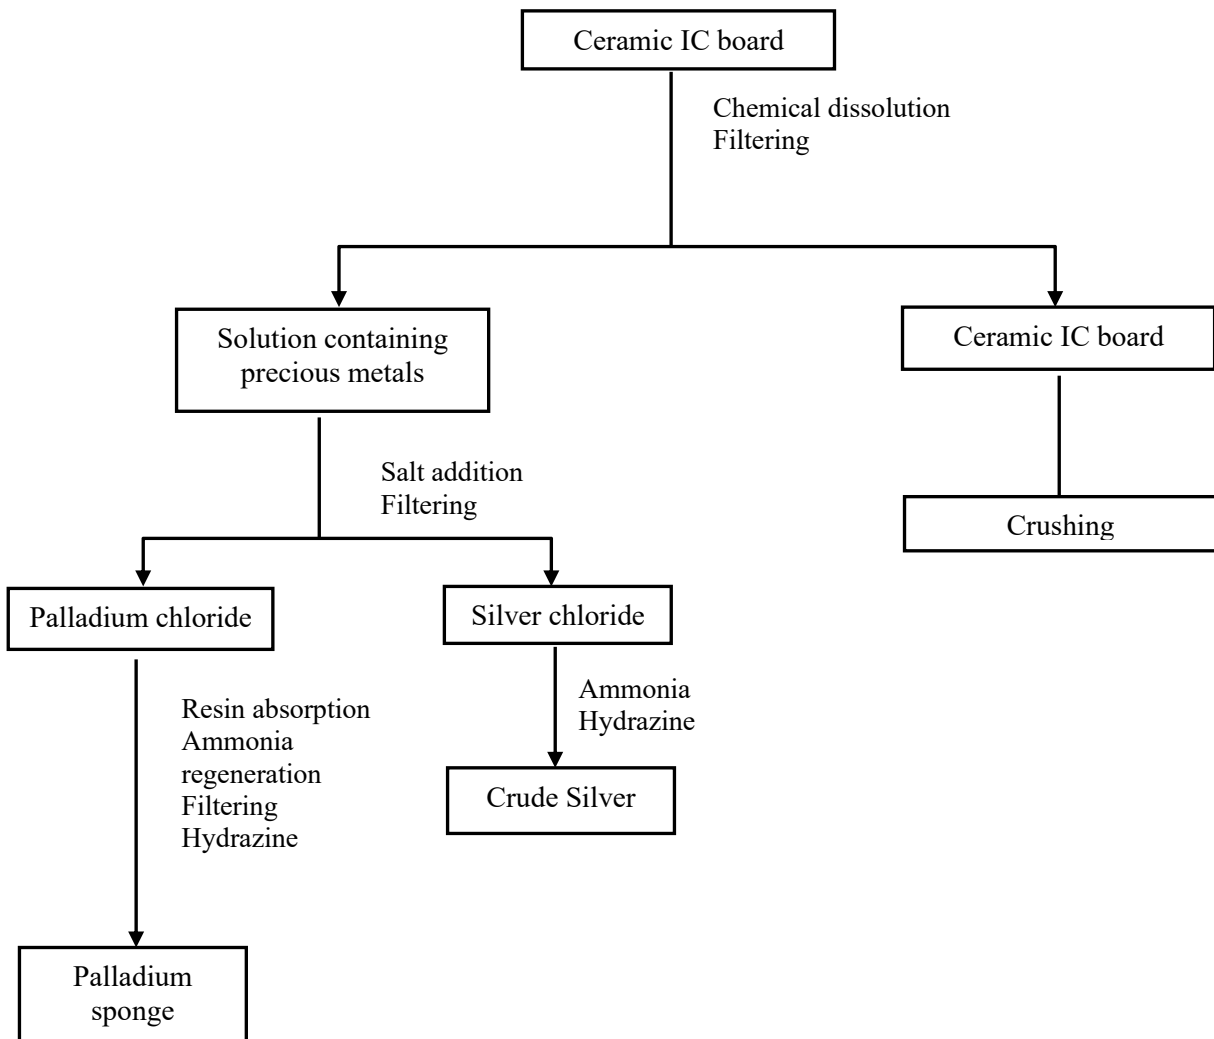 Ceramic IC board
Chemical dissolution
Filtering
Solution containing
precious metals
Ceramic IC board
Salt addition
Filtering
Crushing
Palladium chloride
Silver chloride
Resin absorption
Ammonia
regeneration
Filtering
Hydrazine
Ammonia
Hydrazine
Crude Silver
Palladium
sponge